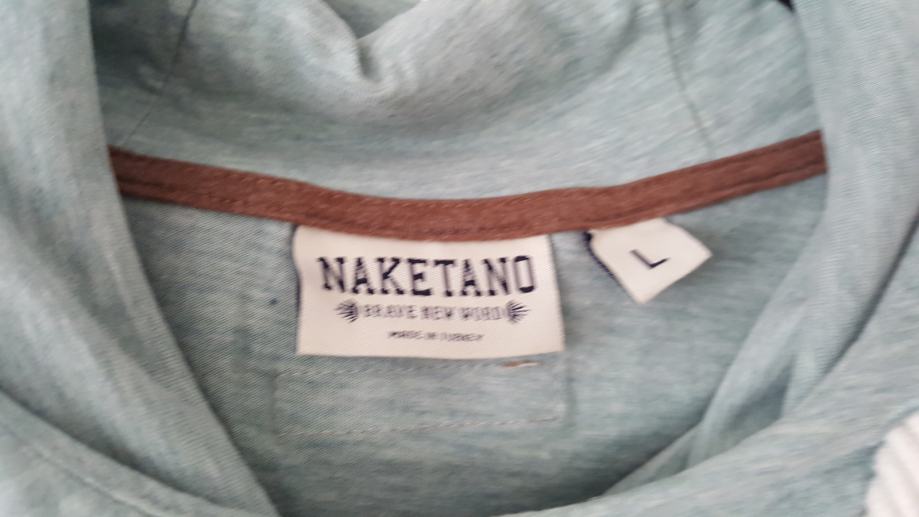 NAKETANO
BRAVE NEW WORD
MADE IN TURKEY
L